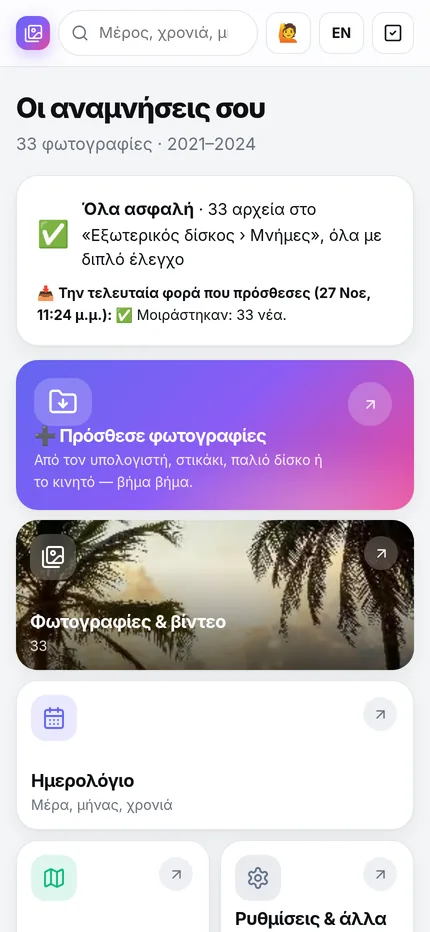 Μέρος, χρονιά, μι
EN
Οι αναμνήσεις σου
33 φωτογραφίες · 2021–2024
✅ Όλα ασφαλή · 33 αρχεία στο
«Εξωτερικός δίσκος › Μνήμες», όλα με
διπλό έλεγχο
📥 Την τελευταία φορά που πρόσθεσες (27 Νοε,
11:24 μ.μ.): ✅ Μοιράστηκαν: 33 νέα.
➕ Πρόσθεσε φωτογραφίες
Από τον υπολογιστή, στικάκι, παλιό δίσκο ή
το κινητό — βήμα βήμα.
Φωτογραφίες & βίντεο
33
Ημερολόγιο
Μέρα, μήνας, χρονιά
Ρυθμίσεις & άλλα